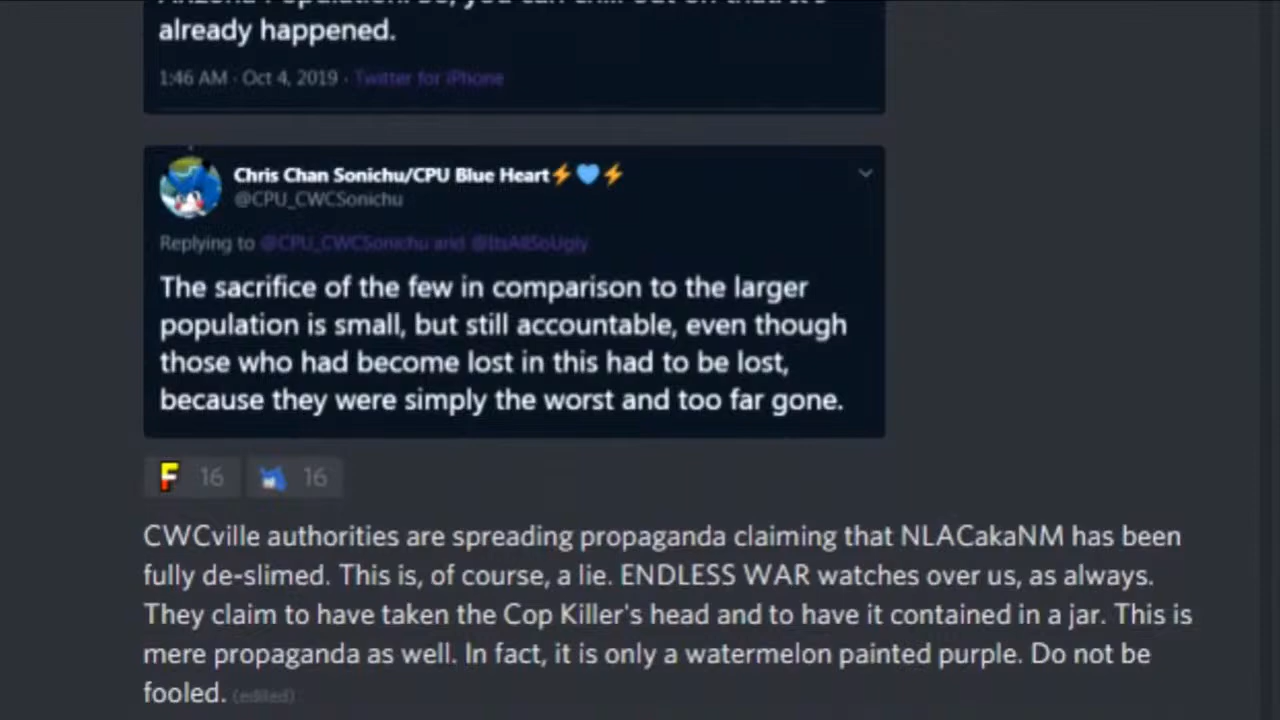 already happened.
1:46 AM · Oct 4, 2019 · Twitter for iPhone
Chris Chan Sonichu/CPU Blue Heart⚡💙⚡
@CPU_CWCSonichu
Replying to @CPU_CWCSonichu and @ItsAllSoUgly
The sacrifice of the few in comparison to the larger
population is small, but still accountable, even though
those who had become lost in this had to be lost,
because they were simply the worst and too far gone.
F 16 16
CWCville authorities are spreading propaganda claiming that NLACakaNM has been
fully de-slimed. This is, of course, a lie. ENDLESS WAR watches over us, as always.
They claim to have taken the Cop Killer's head and to have it contained in a jar. This is
mere propaganda as well. In fact, it is only a watermelon painted purple. Do not be
fooled. (edited)